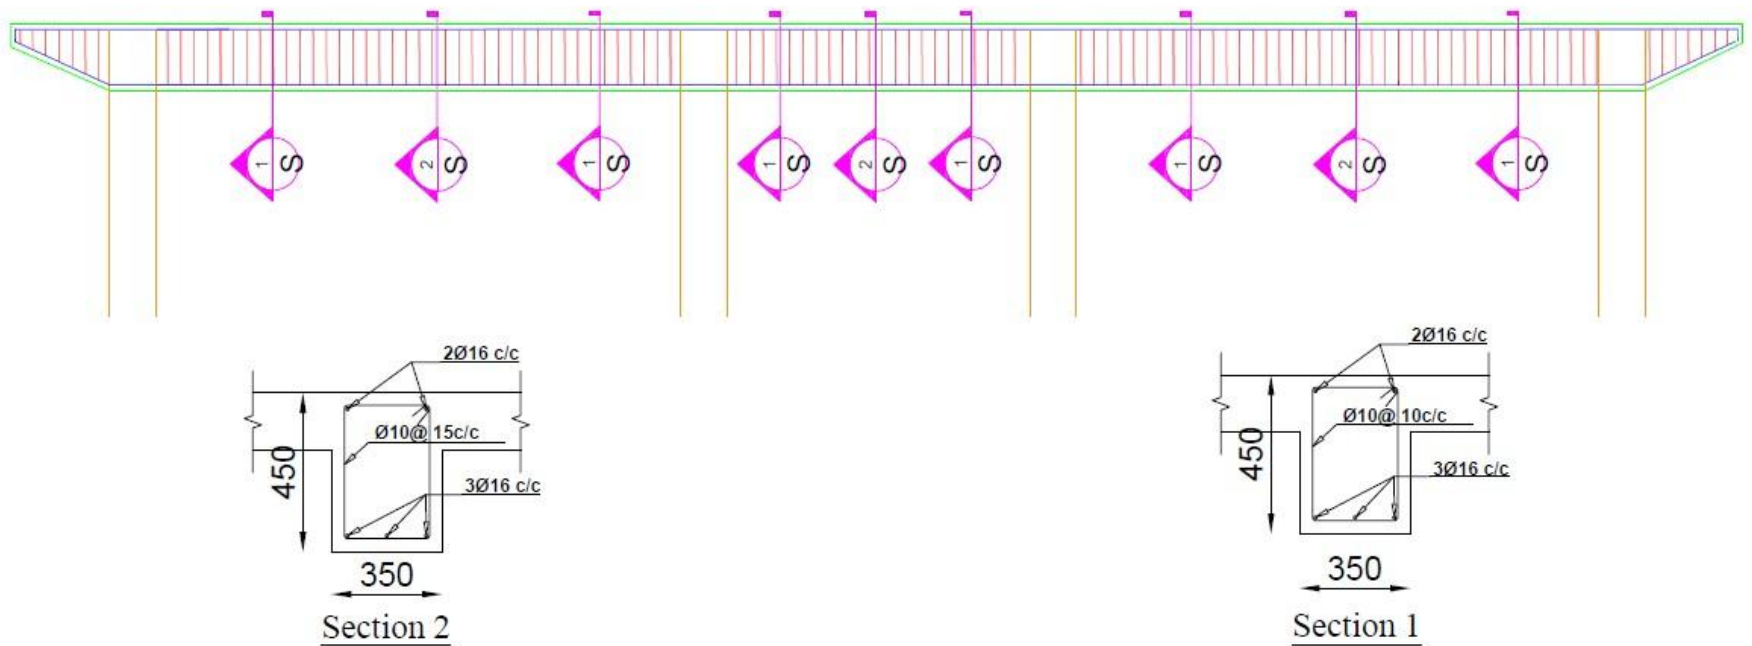 1 S
2 S
1 S
1 S
2 S
1 S
1 S
2 S
1 S
2Ø16 c/c
Ø10@ 15c/c
450
3Ø16 c/c
350
Section 2
2Ø16 c/c
Ø10@ 10c/c
450
3Ø16 c/c
350
Section 1